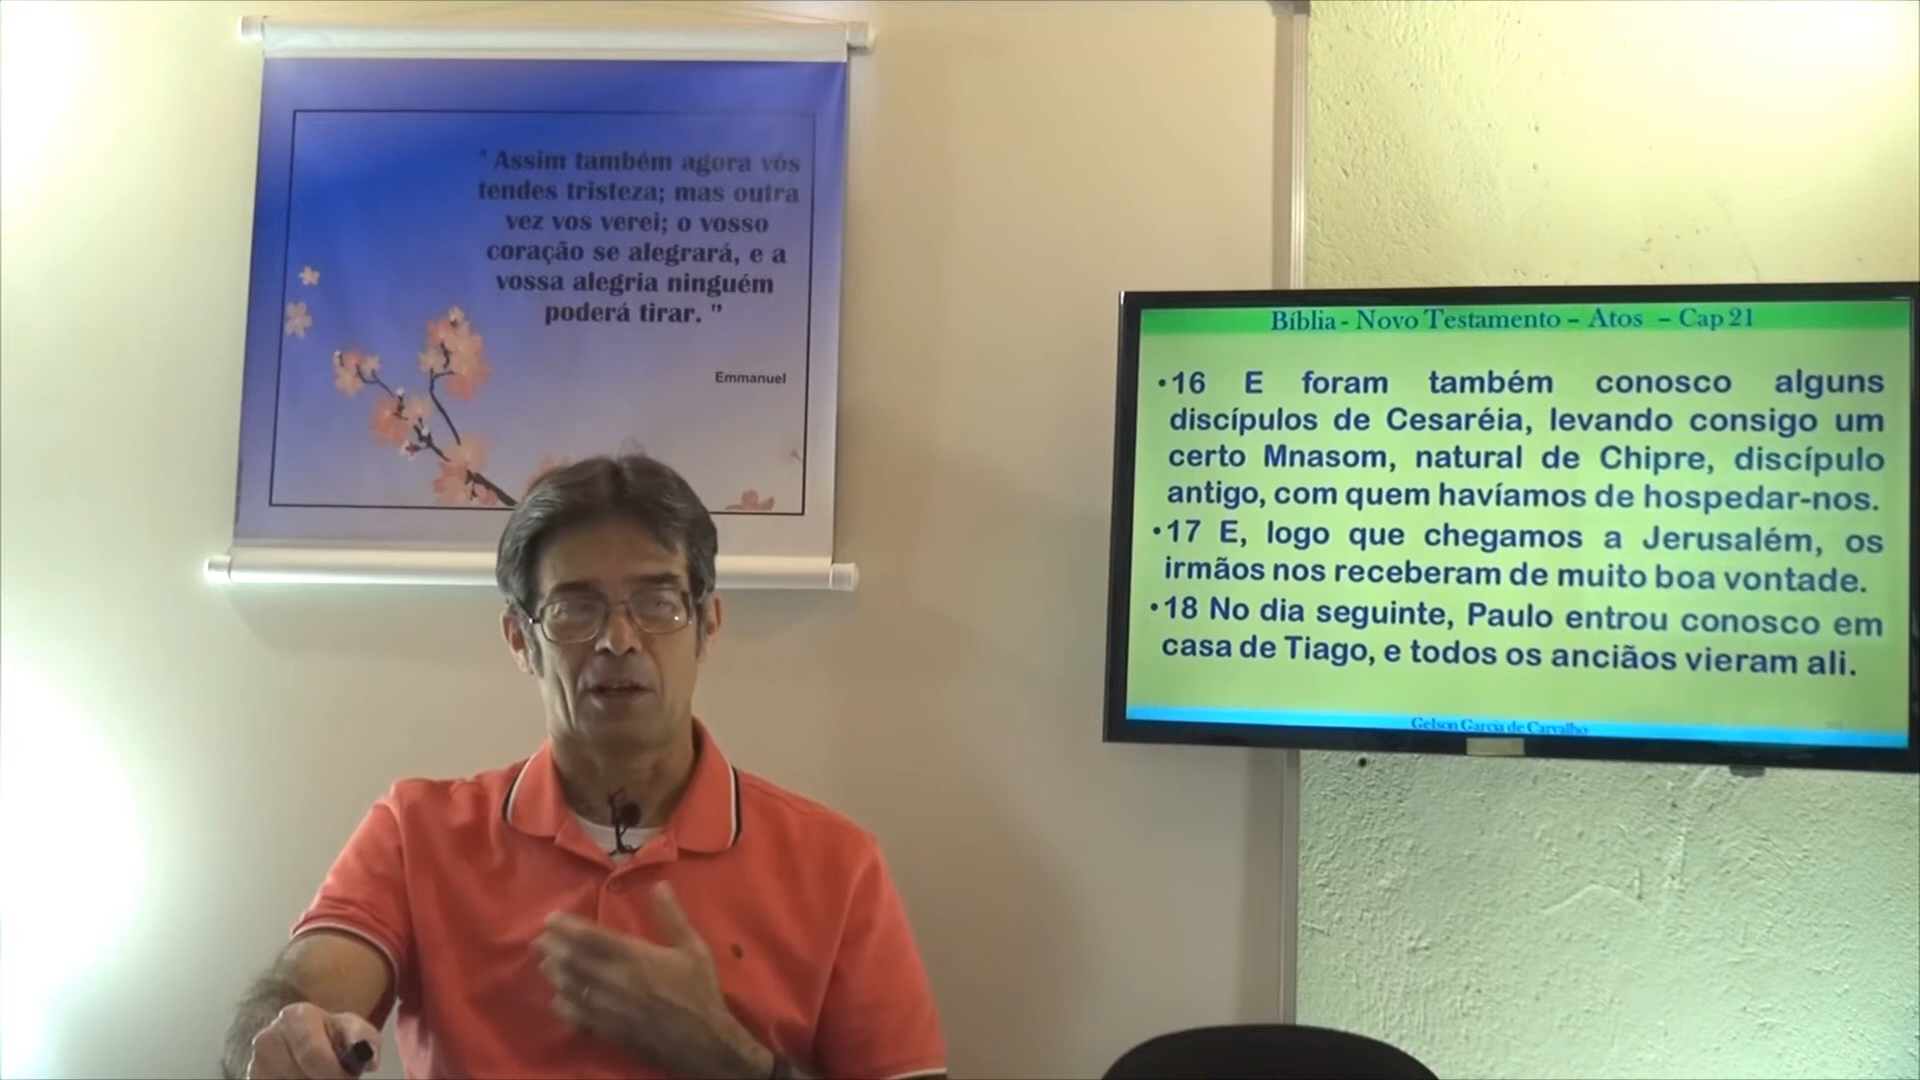 " Assim também agora vós
tendes tristeza; mas outra
vez vos verei; o vosso
coração se alegrará, e a
vossa alegria ninguém
poderá tirar. "
Emmanuel
Bíblia - Novo Testamento – Atos – Cap 21
•16 E foram também conosco alguns
discípulos de Cesaréia, levando consigo um
certo Mnasom, natural de Chipre, discípulo
antigo, com quem havíamos de hospedar-nos.
•17 E, logo que chegamos a Jerusalém, os
irmãos nos receberam de muito boa vontade.
•18 No dia seguinte, Paulo entrou conosco em
casa de Tiago, e todos os anciãos vieram ali.
Gelson Garcia de Carvalho